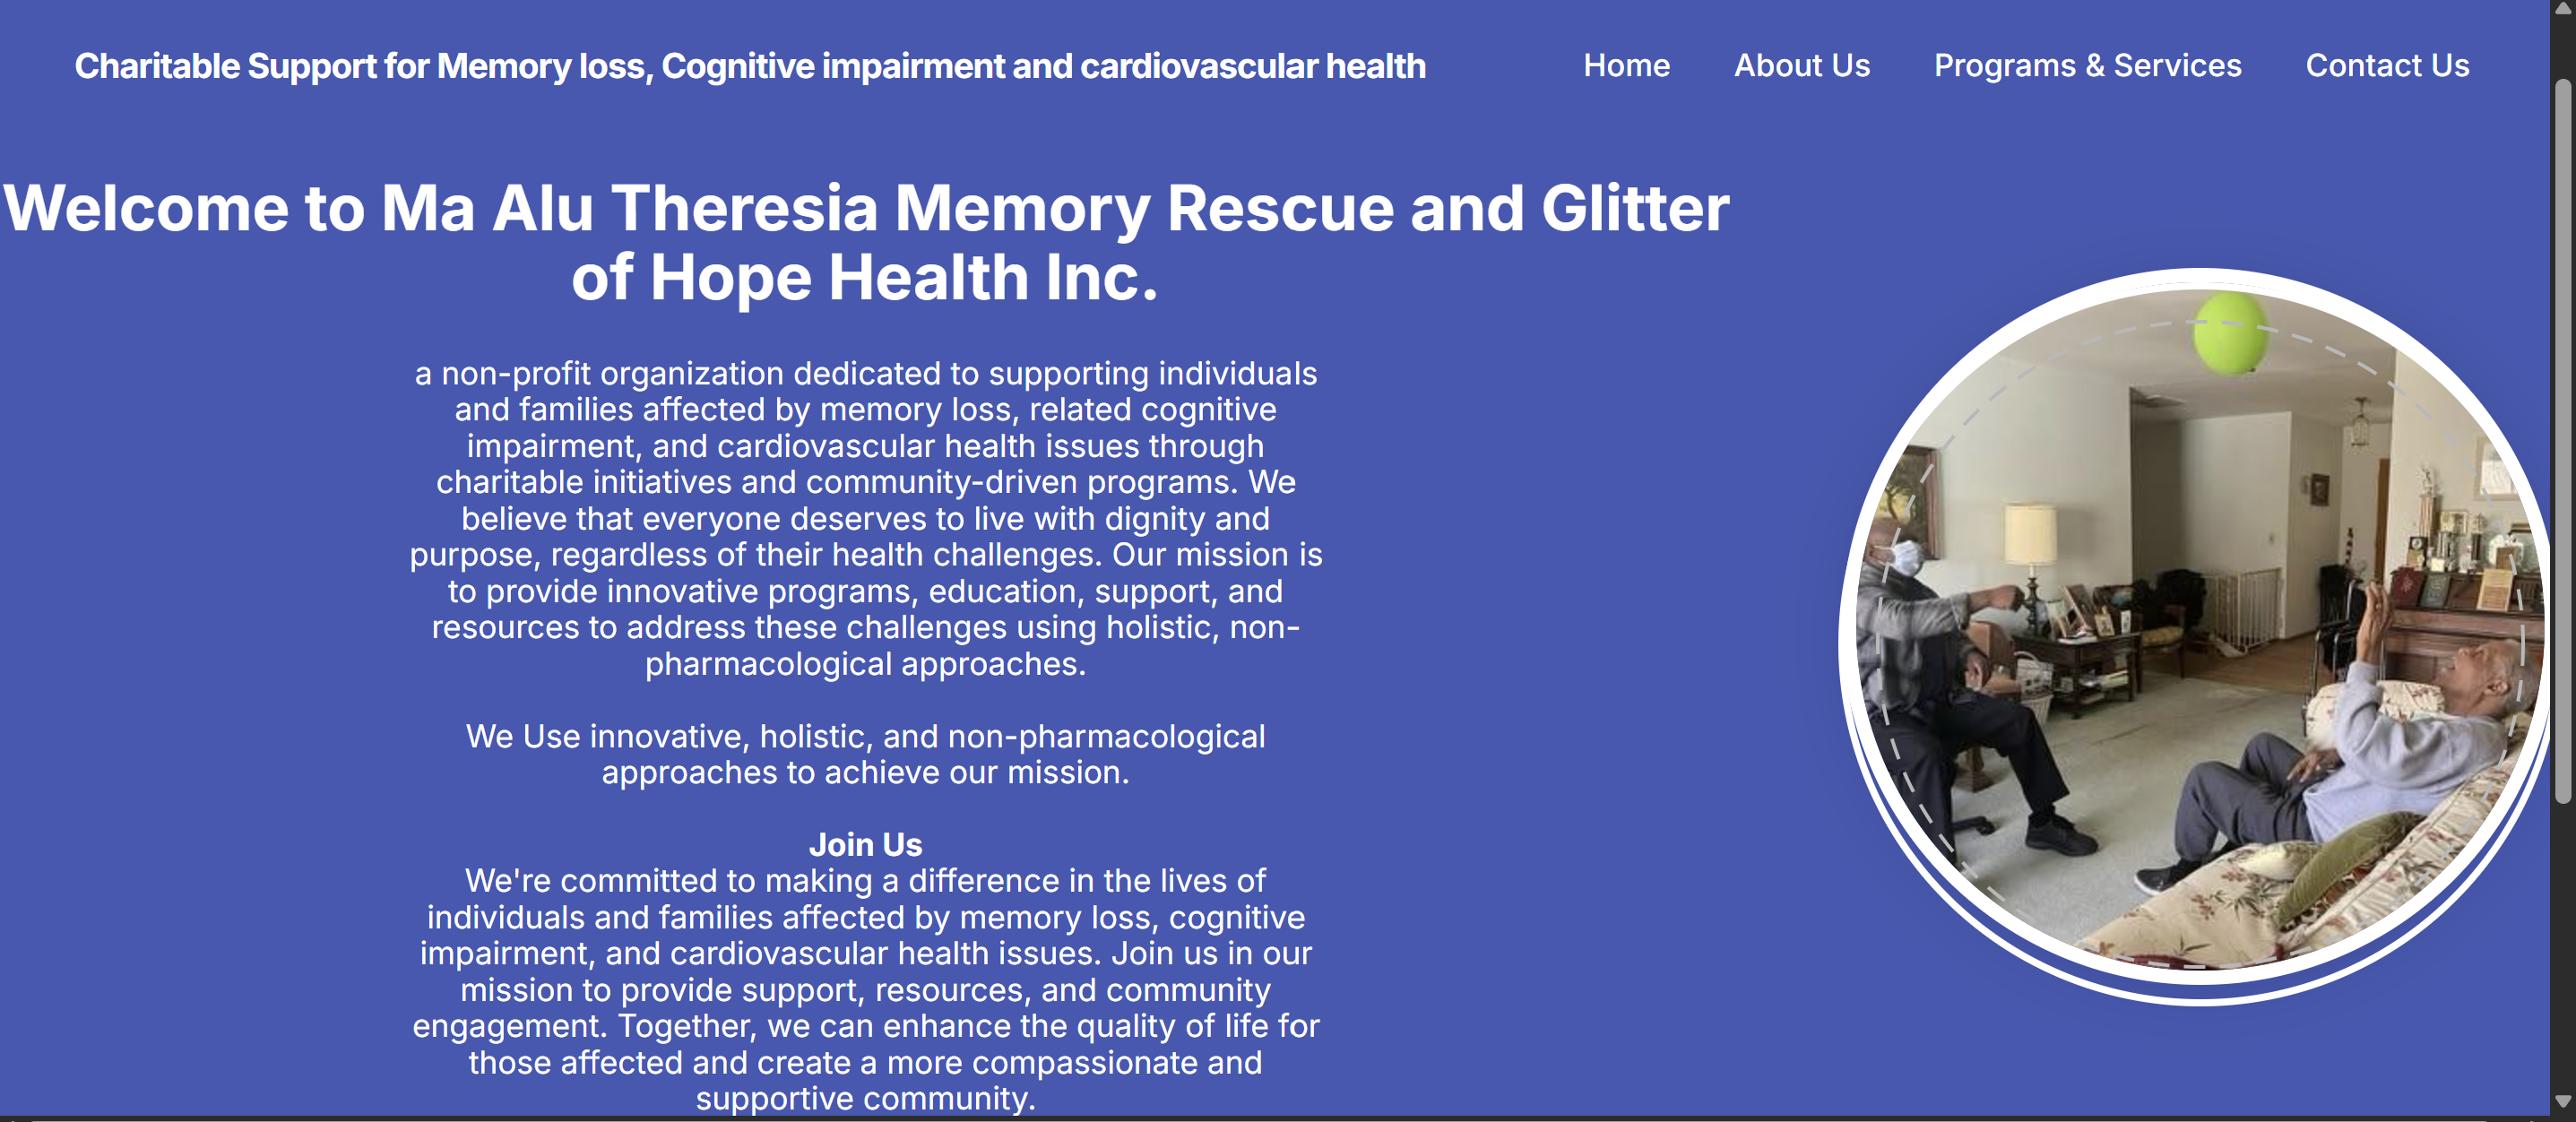 Charitable Support for Memory loss, Cognitive impairment and cardiovascular health
Home
About Us
Programs & Services
Contact Us
Welcome to Ma Alu Theresia Memory Rescue and Glitter
of Hope Health Inc.
a non-profit organization dedicated to supporting individuals
and families affected by memory loss, related cognitive
impairment, and cardiovascular health issues through
charitable initiatives and community-driven programs. We
believe that everyone deserves to live with dignity and
purpose, regardless of their health challenges. Our mission is
to provide innovative programs, education, support, and
resources to address these challenges using holistic, non-
pharmacological approaches.
We Use innovative, holistic, and non-pharmacological
approaches to achieve our mission.
Join Us
We're committed to making a difference in the lives of
individuals and families affected by memory loss, cognitive
impairment, and cardiovascular health issues. Join us in our
mission to provide support, resources, and community
engagement. Together, we can enhance the quality of life for
those affected and create a more compassionate and
supportive community.